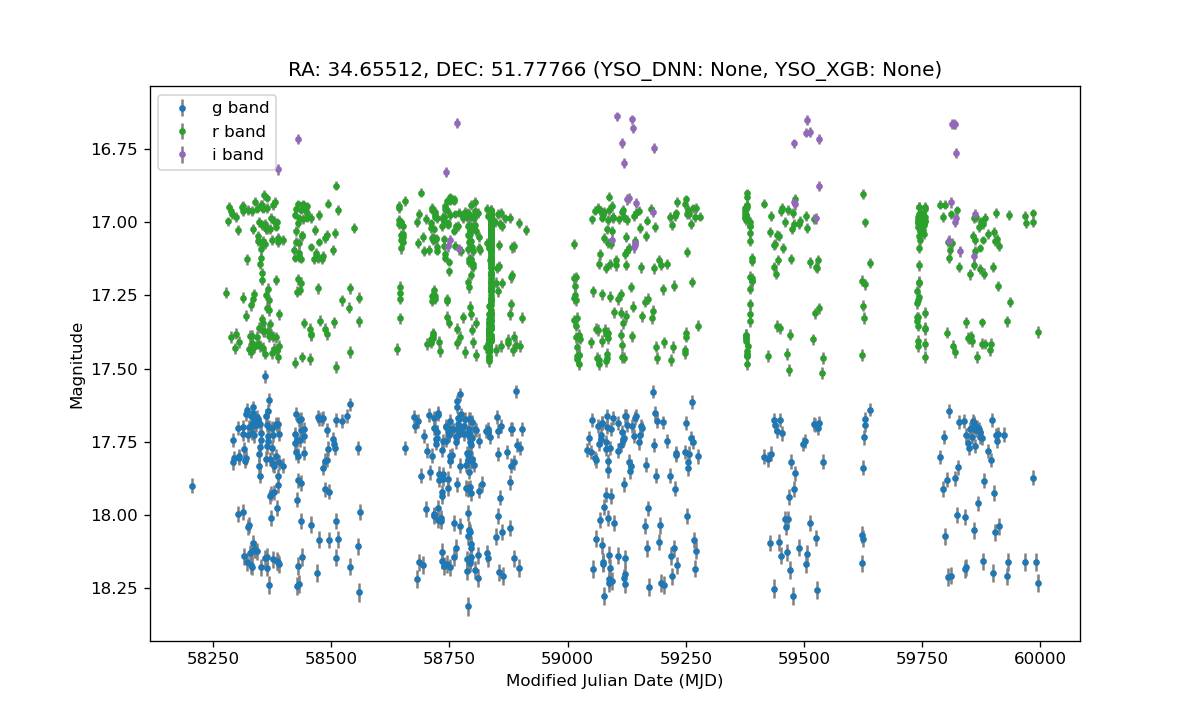 RA: 34.65512, DEC: 51.77766 (YSO_DNN: None, YSO_XGB: None)
g band
r band
i band
16.75
17.00
17.25
17.50
17.75
18.00
18.25
Magnitude
58250
58500
58750
59000
59250
59500
59750
60000
Modified Julian Date (MJD)